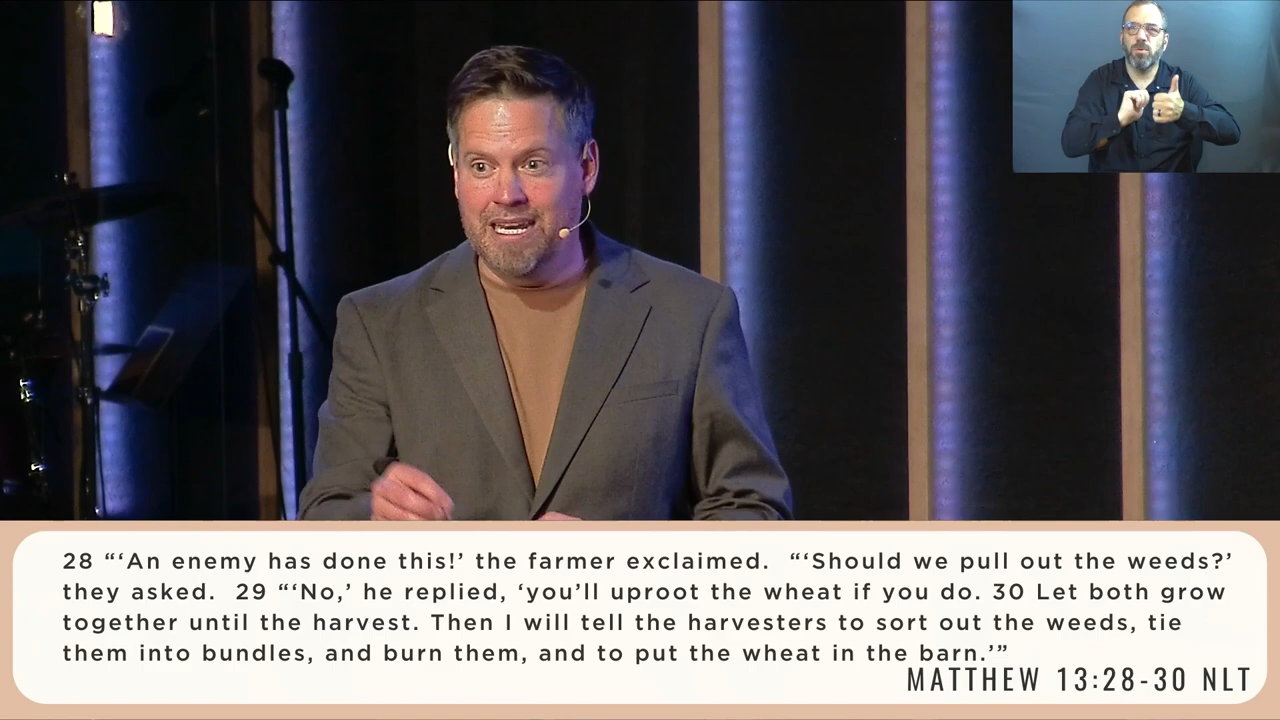 28 “‘An enemy has done this!’ the farmer exclaimed.  “‘Should we pull out the weeds?’
they asked.  29 “‘No,’ he replied, ‘you’ll uproot the wheat if you do. 30 Let both grow
together until the harvest. Then I will tell the harvesters to sort out the weeds, tie
them into bundles, and burn them, and to put the wheat in the barn.’”
MATTHEW 13:28-30 NLT